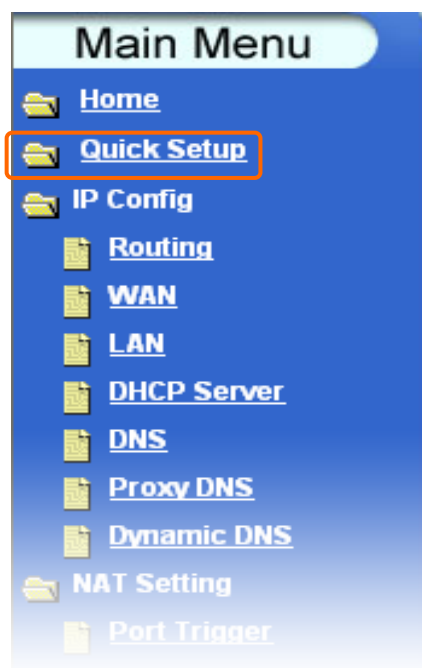 Main Menu
Home
Quick Setup
IP Config
Routing
WAN
LAN
DHCP Server
DNS
Proxy DNS
Dynamic DNS
NAT Setting
Port Trigger